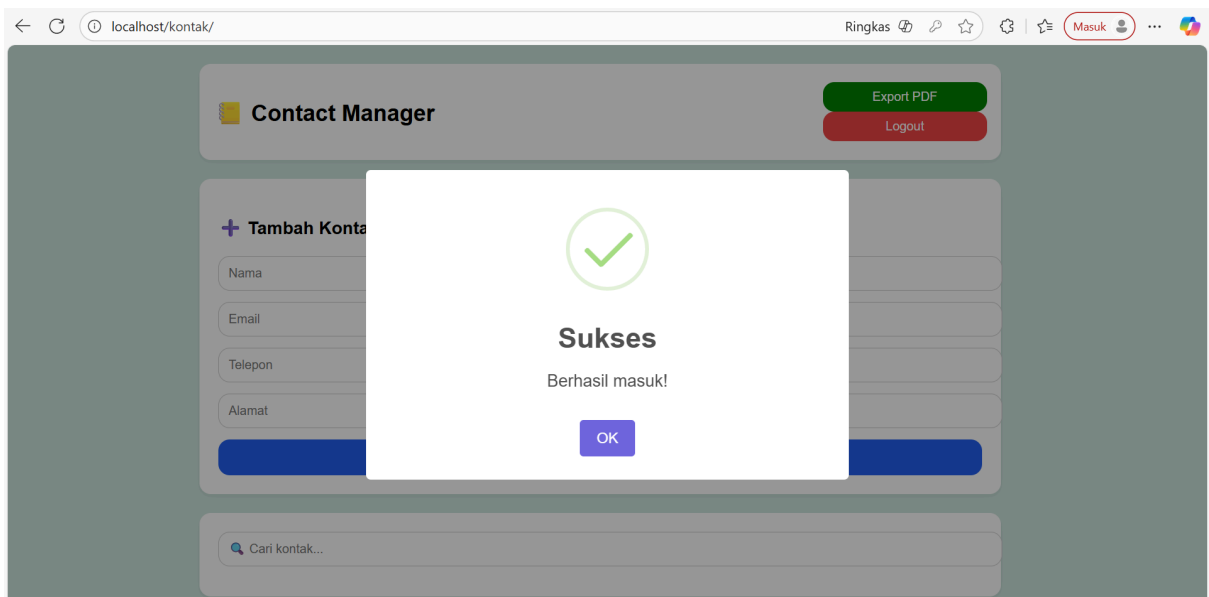 localhost/kontak/
Ringkas
Masuk
Contact Manager
Export PDF
Logout
Tambah Konta
Nama
Email
Telepon
Alamat
Sukses
Berhasil masuk!
OK
Cari kontak...